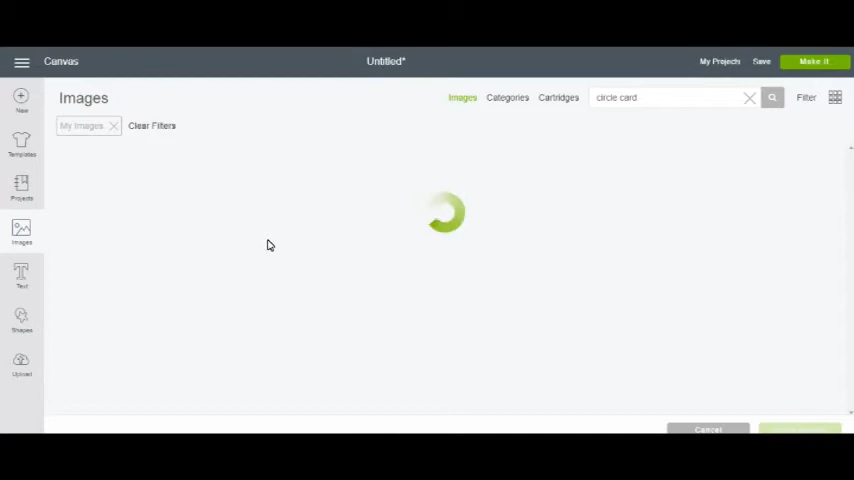 Canvas
Untitled*
My Projects
Save
Make It
New
Templates
Projects
Images
Text
Shapes
Upload
Images
Images
Categories
Cartridges
circle card
Filter
My Images
Clear Filters
Cancel